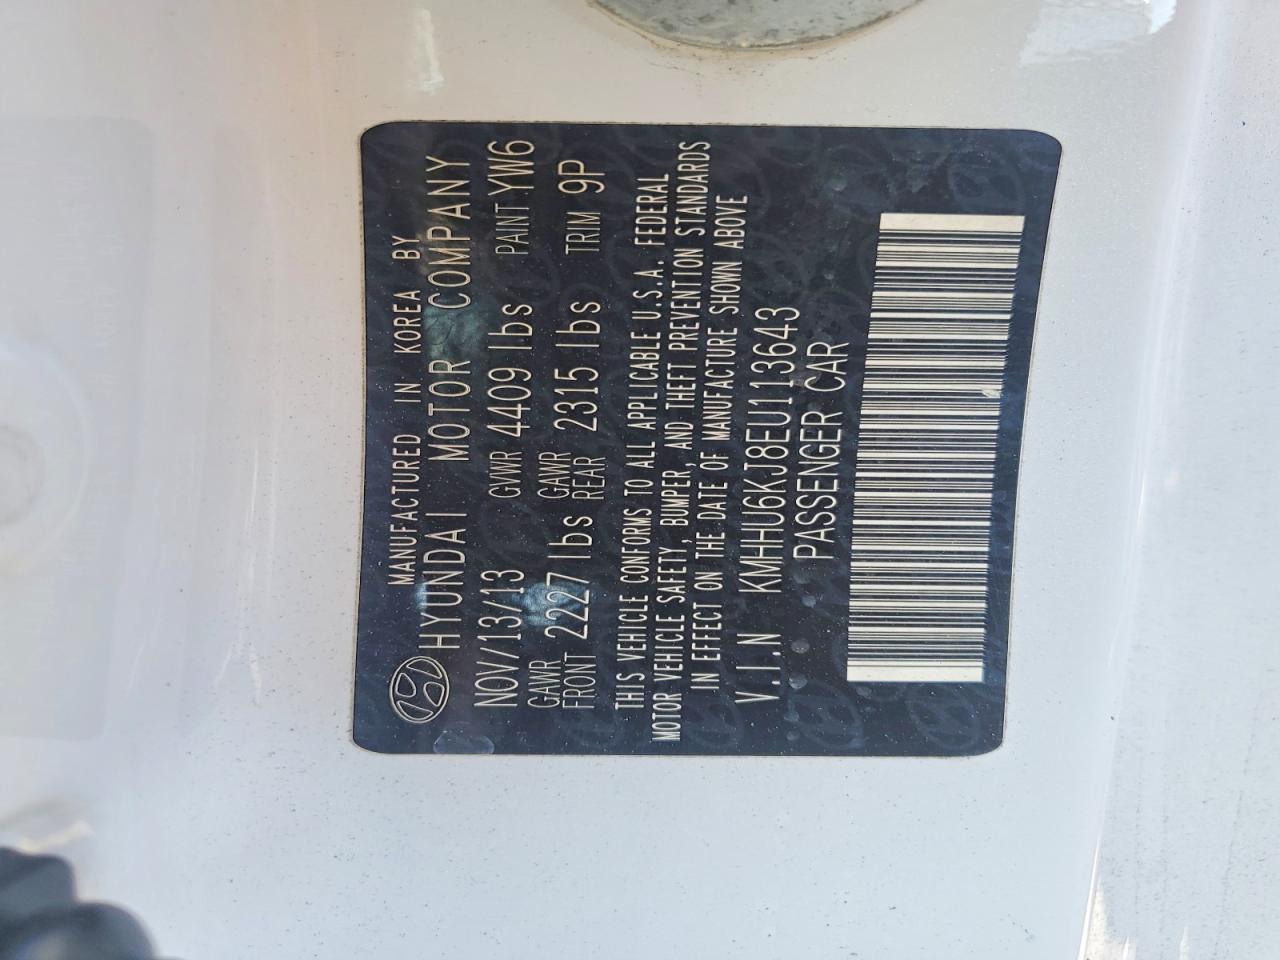 MANUFACTURED IN KOREA BY
HYUNDAI MOTOR COMPANY
NOV/13/13 GVWR 4409 lbs PAINT YW6
GAWR FRONT 2227 lbs GAWR REAR 2315 lbs TRIM 9P
THIS VEHICLE CONFORMS TO ALL APPLICABLE U.S.A. FEDERAL
MOTOR VEHICLE SAFETY, BUMPER, AND THEFT PREVENTION STANDARDS
IN EFFECT ON THE DATE OF MANUFACTURE SHOWN ABOVE
V.I.N KMHHU6KJ8EU113643
PASSENGER CAR